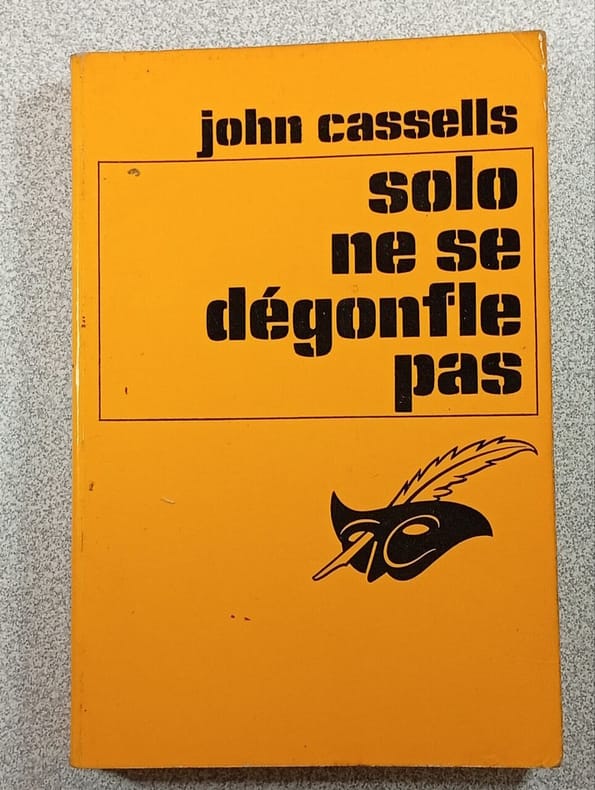 john cassells
solo
ne se
dégonfle
pas